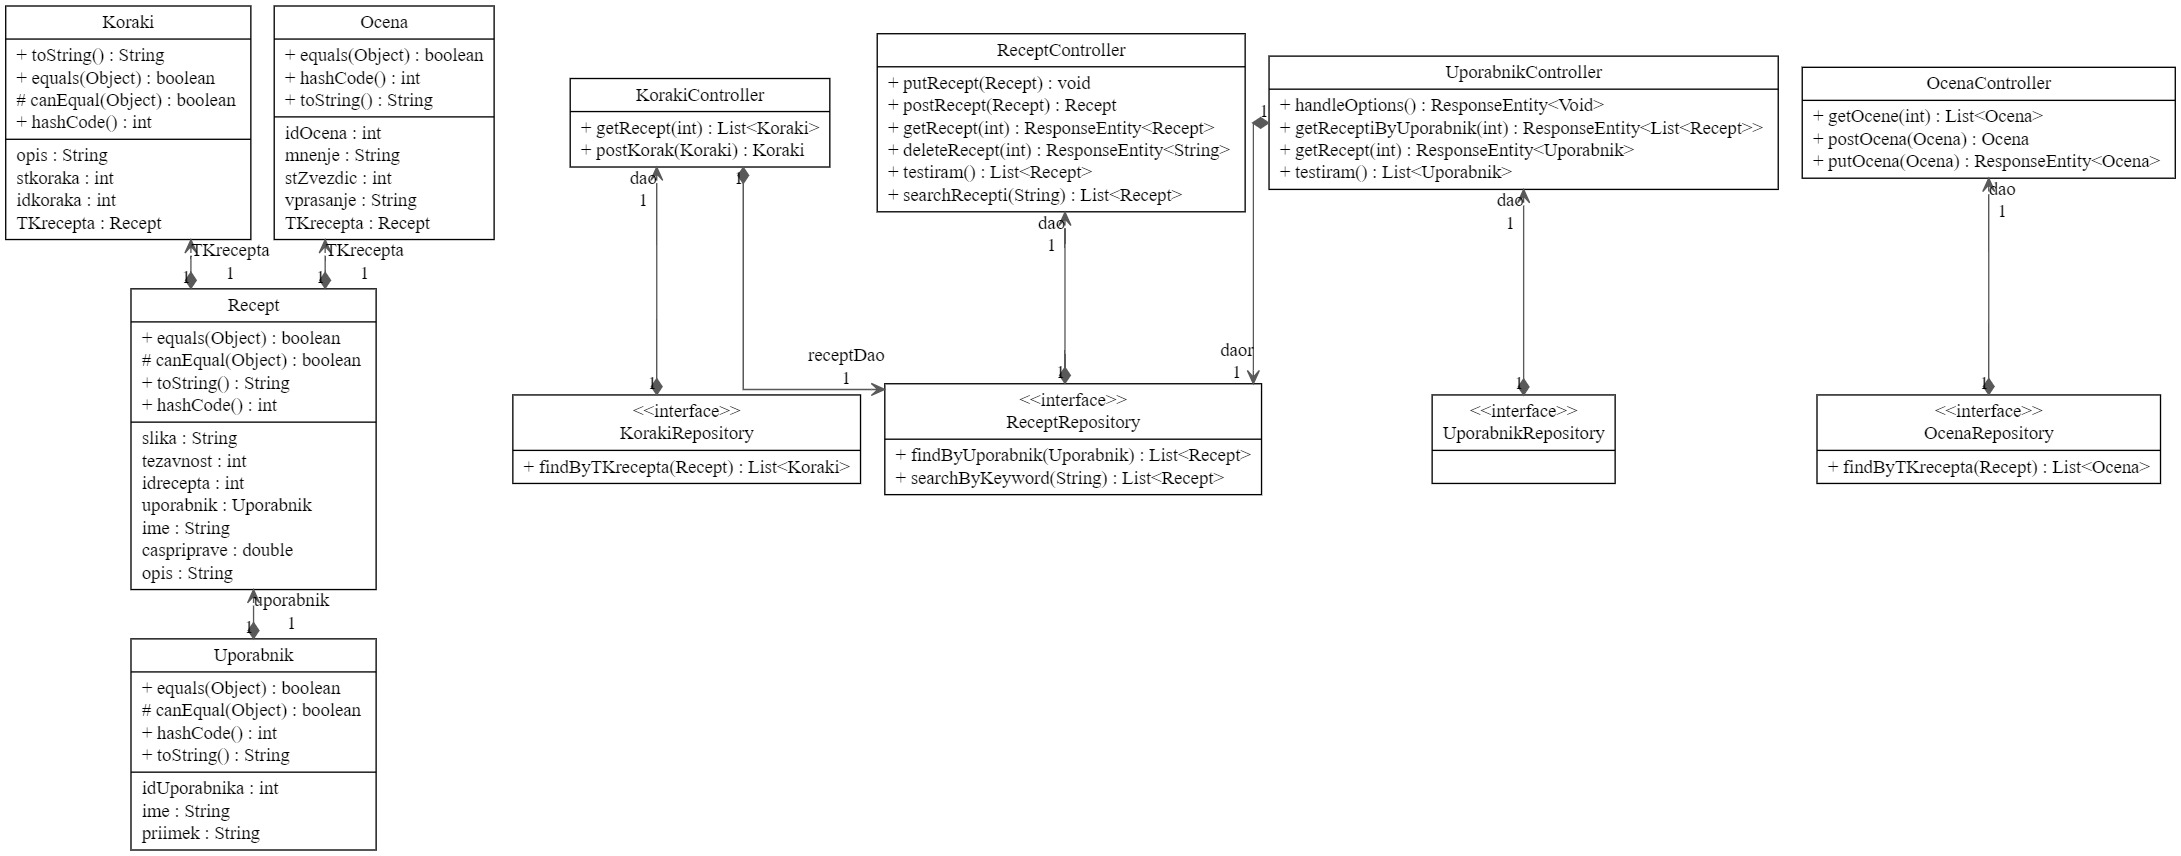 Koraki
+ toString() : String
+ equals(Object) : boolean
# canEqual(Object) : boolean
+ hashCode() : int
opis : String
stkoraka : int
idkoraka : int
TKrecepta : Recept
Ocena
+ equals(Object) : boolean
+ hashCode() : int
+ toString() : String
idOcena : int
mnenje : String
stZvezdic : int
vprasanje : String
TKrecepta : Recept
TKrecepta
1
1
TKrecepta
1
1
Recept
+ equals(Object) : boolean
# canEqual(Object) : boolean
+ toString() : String
+ hashCode() : int
slika : String
tezavnost : int
idrecepta : int
uporabnik : Uporabnik
ime : String
caspriprave : double
opis : String
uporabnik
1
1
Uporabnik
+ equals(Object) : boolean
# canEqual(Object) : boolean
+ hashCode() : int
+ toString() : String
idUporabnika : int
ime : String
priimek : String
KorakiController
+ getRecept(int) : List<Koraki>
+ postKorak(Koraki) : Koraki
dao
1
1
1
receptDao
1
<<interface>>
KorakiRepository
+ findByTKrecepta(Recept) : List<Koraki>
ReceptController
+ putRecept(Recept) : void
+ postRecept(Recept) : Recept
+ getRecept(int) : ResponseEntity<Recept>
+ deleteRecept(int) : ResponseEntity<String>
+ testiram() : List<Recept>
+ searchRecepti(String) : List<Recept>
dao
1
1
daor
1
<<interface>>
ReceptRepository
+ findByUporabnik(Uporabnik) : List<Recept>
+ searchByKeyword(String) : List<Recept>
1
UporabnikController
+ handleOptions() : ResponseEntity<Void>
+ getReceptiByUporabnik(int) : ResponseEntity<List<Recept>>
+ getRecept(int) : ResponseEntity<Uporabnik>
+ testiram() : List<Uporabnik>
dao
1
1
<<interface>>
UporabnikRepository
OcenaController
+ getOcene(int) : List<Ocena>
+ postOcena(Ocena) : Ocena
+ putOcena(Ocena) : ResponseEntity<Ocena>
dao
1
1
<<interface>>
OcenaRepository
+ findByTKrecepta(Recept) : List<Ocena>